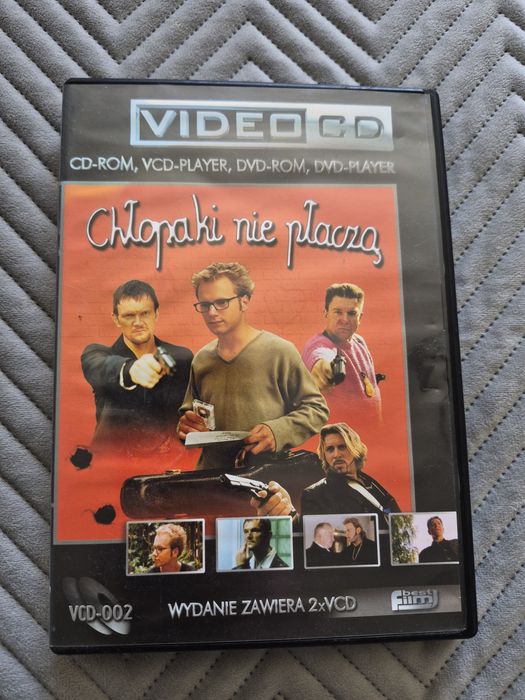 VIDEO CD
CD-ROM, VCD-PLAYER, DVD-ROM, DVD-PLAYER
Chłopaki nie płaczą
VCD-002
WYDANIE ZAWIERA 2xVCD
best
film